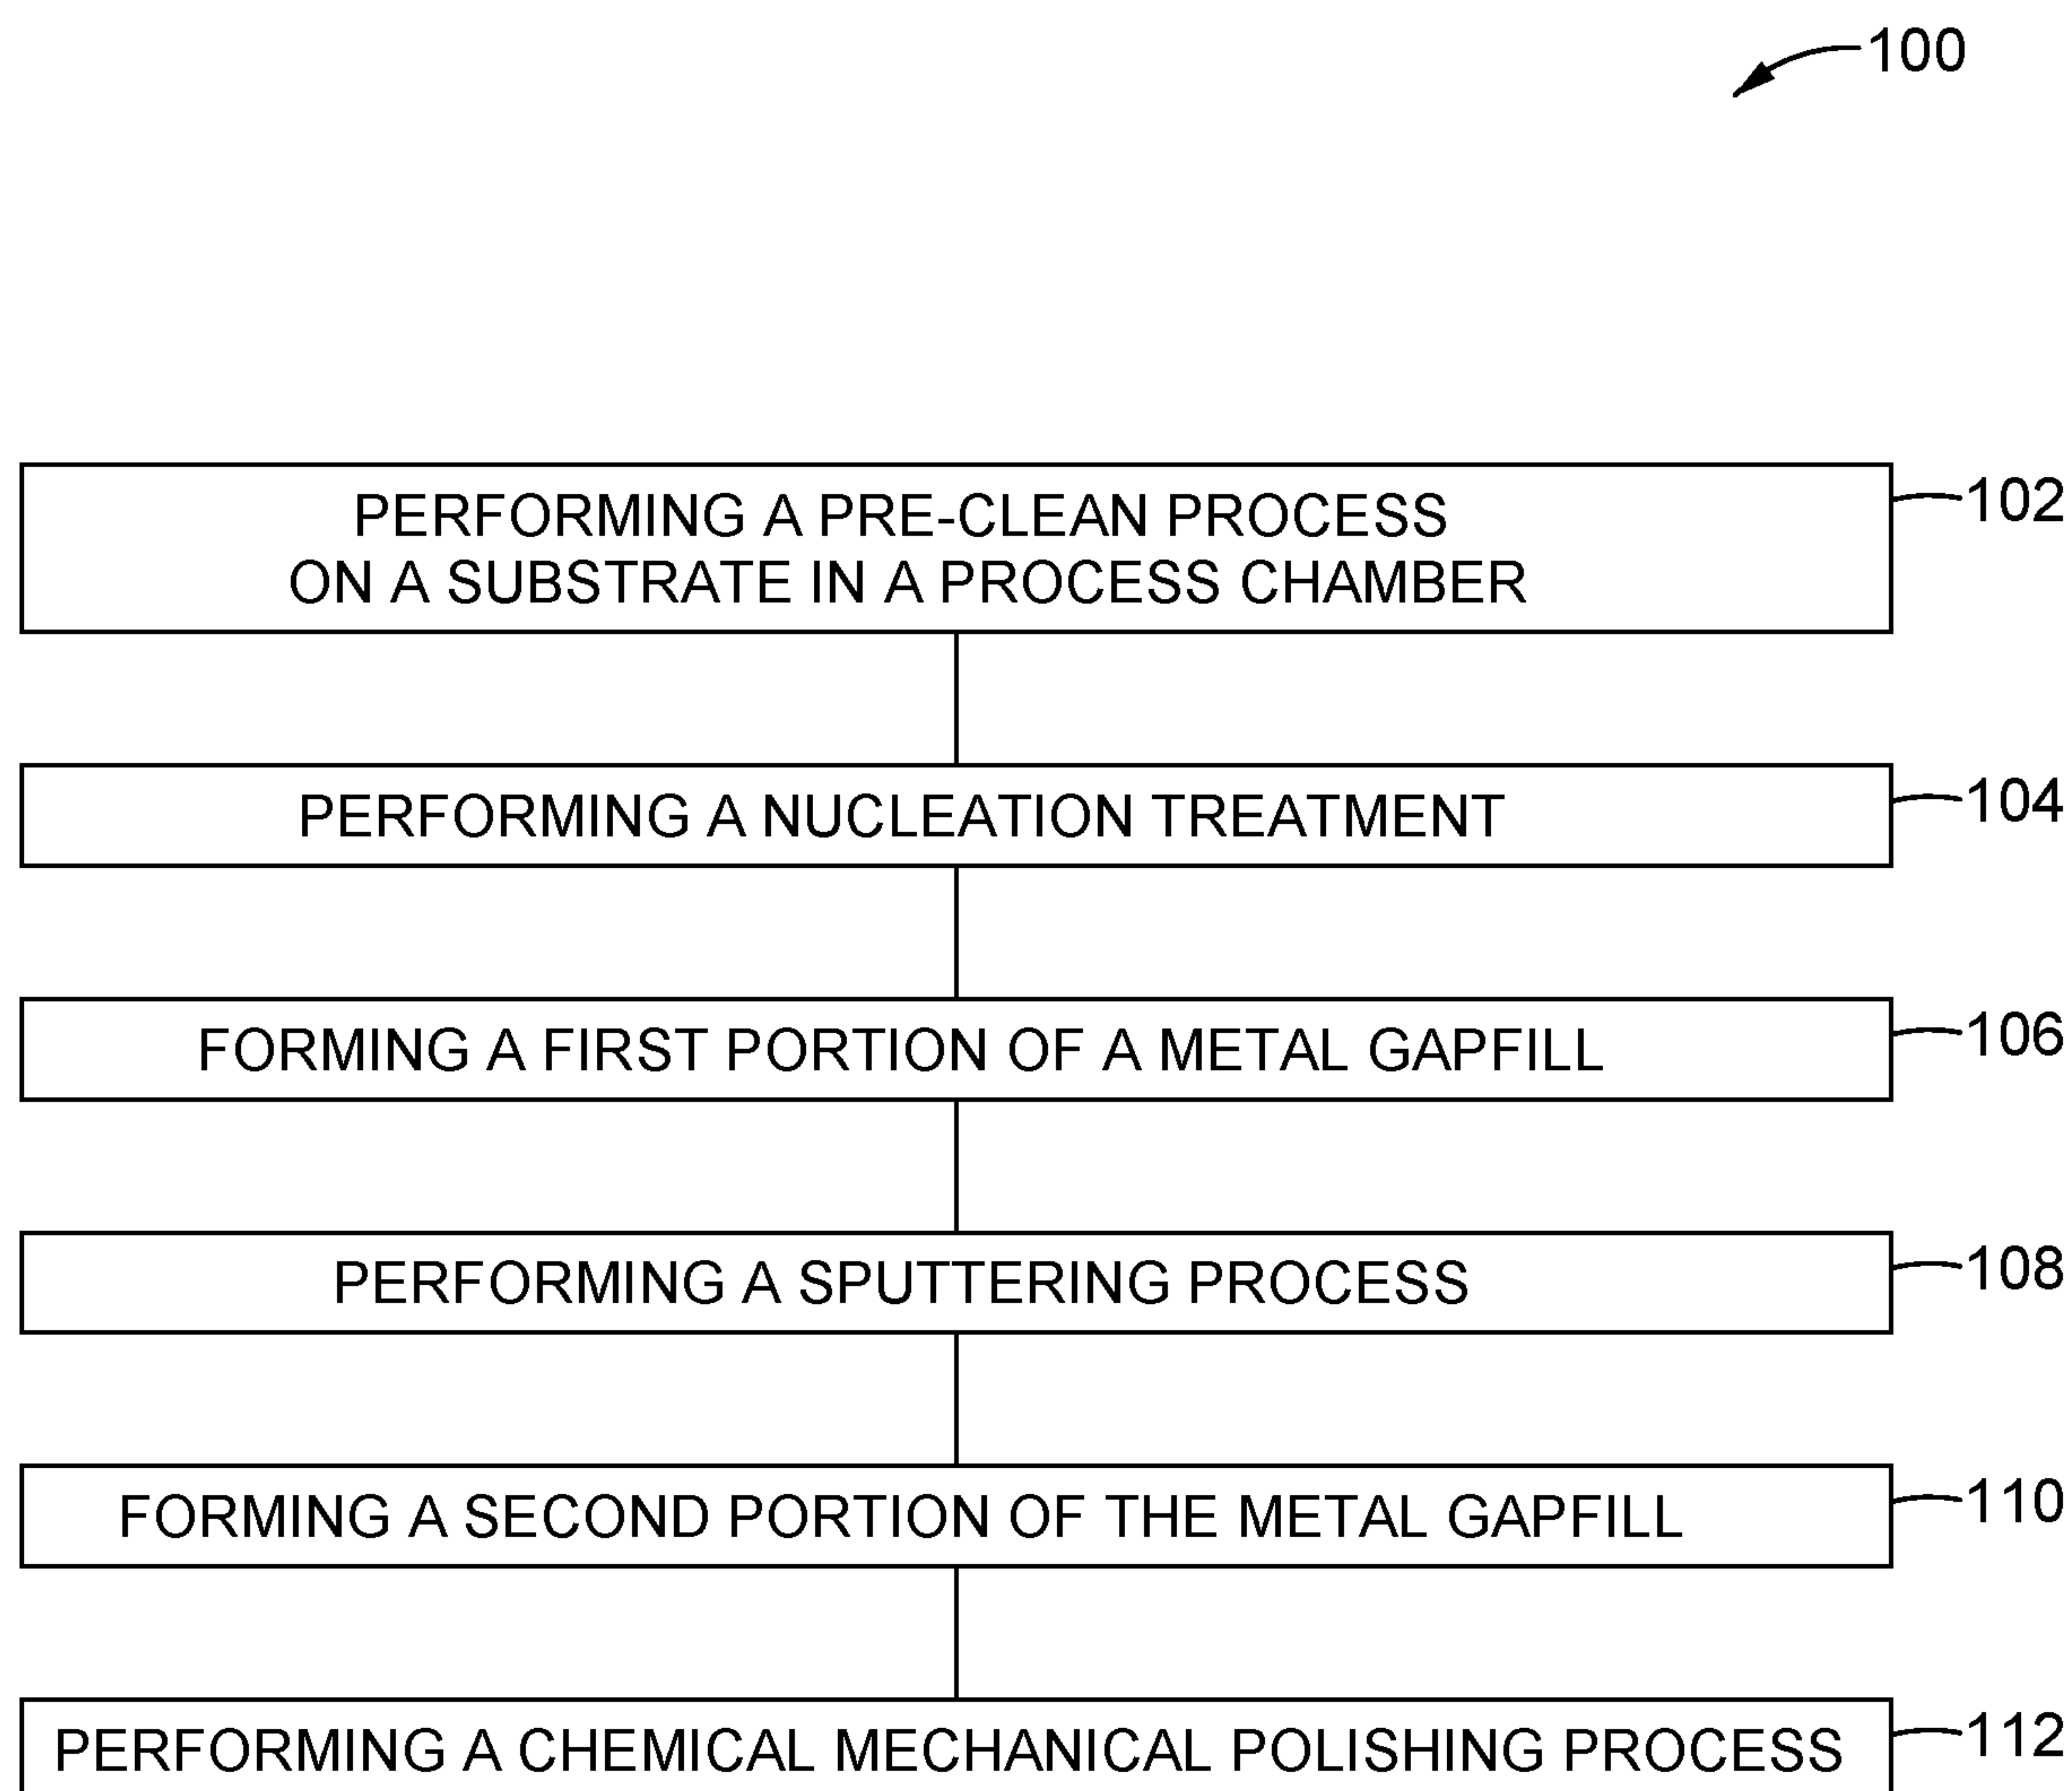 100
PERFORMING A PRE-CLEAN PROCESS
ON A SUBSTRATE IN A PROCESS CHAMBER
102
PERFORMING A NUCLEATION TREATMENT
104
FORMING A FIRST PORTION OF A METAL GAPFILL
106
PERFORMING A SPUTTERING PROCESS
108
FORMING A SECOND PORTION OF THE METAL GAPFILL
110
PERFORMING A CHEMICAL MECHANICAL POLISHING PROCESS
112